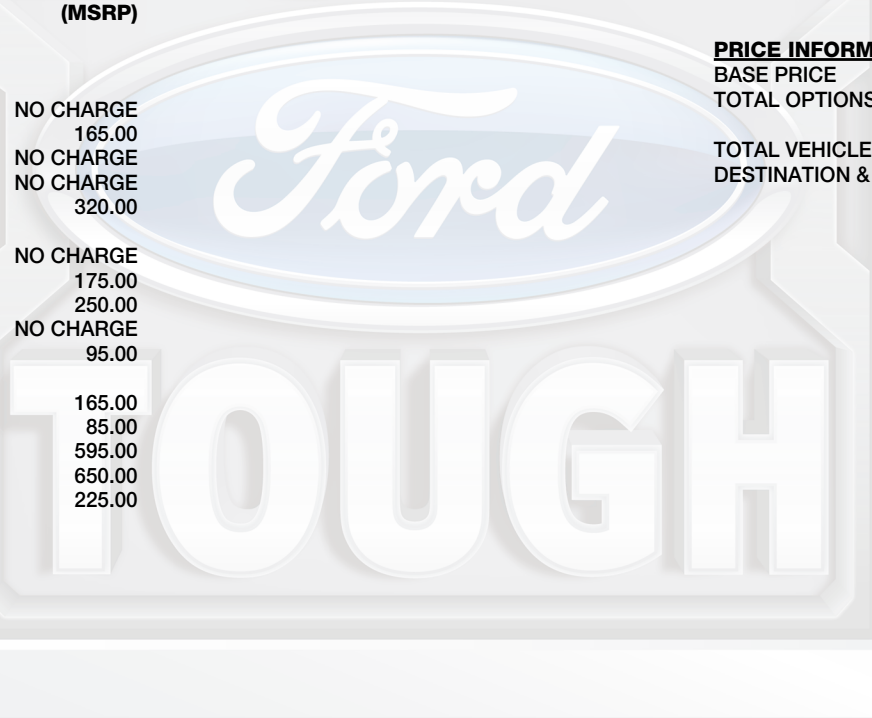 (MSRP)
NO CHARGE
165.00
NO CHARGE
NO CHARGE
320.00
NO CHARGE
175.00
250.00
NO CHARGE
95.00
165.00
85.00
595.00
650.00
225.00
PRICE INFORM
BASE PRICE
TOTAL OPTIONS
TOTAL VEHICLE
DESTINATION &
Ford
TOUGH